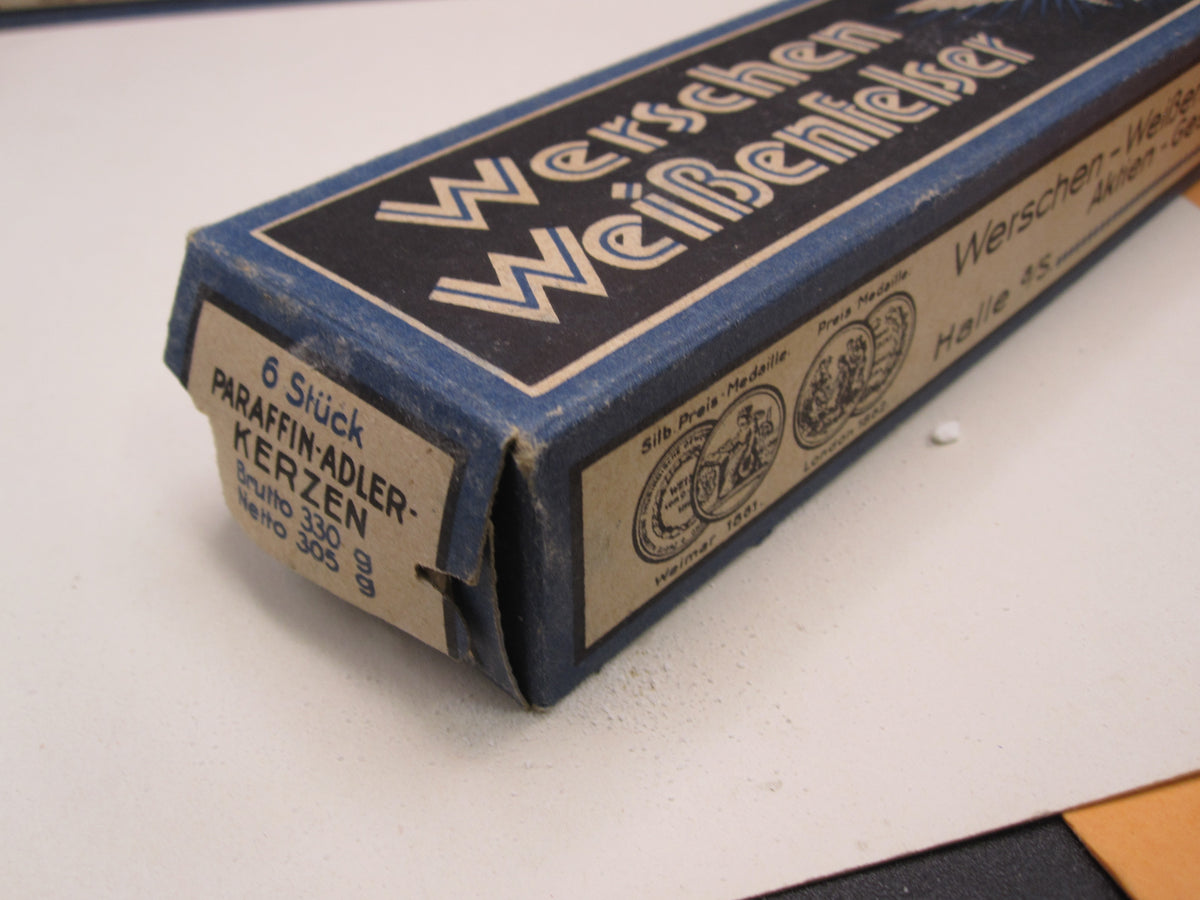 Werschen
Weißenfelser
6 Stück
PARAFFIN-ADLER-
KERZEN
Brutto 330 g
Netto 305 g
Silb. Preis-Medaille.
Weimar 1861.
Preis Medaille.
London 1862
Werschen-Weiße
Aktien-Ge
Halle a/S.